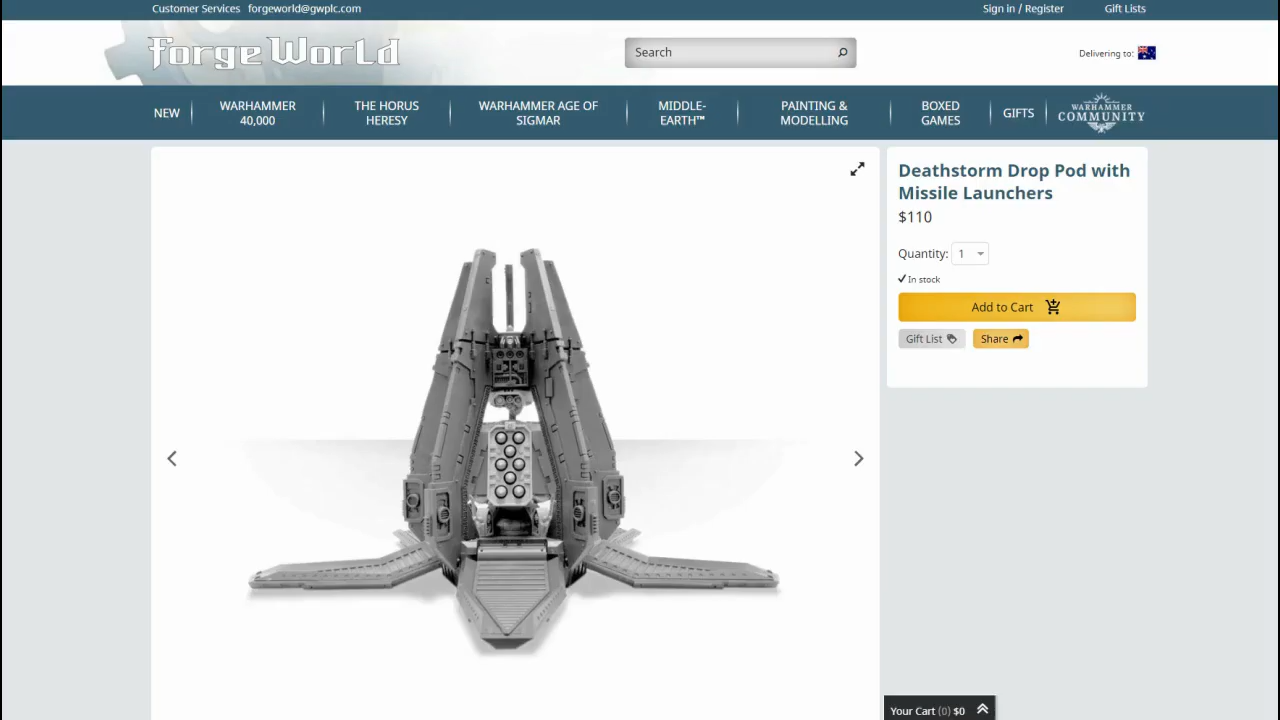 Customer Services forgeworld@gwplc.com
Sign in / Register
Gift Lists
Forge World
Search
Delivering to:
NEW
WARHAMMER
40,000
THE HORUS
HERESY
WARHAMMER AGE OF
SIGMAR
MIDDLE-
EARTH™
PAINTING &
MODELLING
BOXED
GAMES
GIFTS
WARHAMMER
COMMUNITY
Deathstorm Drop Pod with
Missile Launchers
$110
Quantity: 1
In stock
Add to Cart
Gift List
Share
Your Cart (0) $0